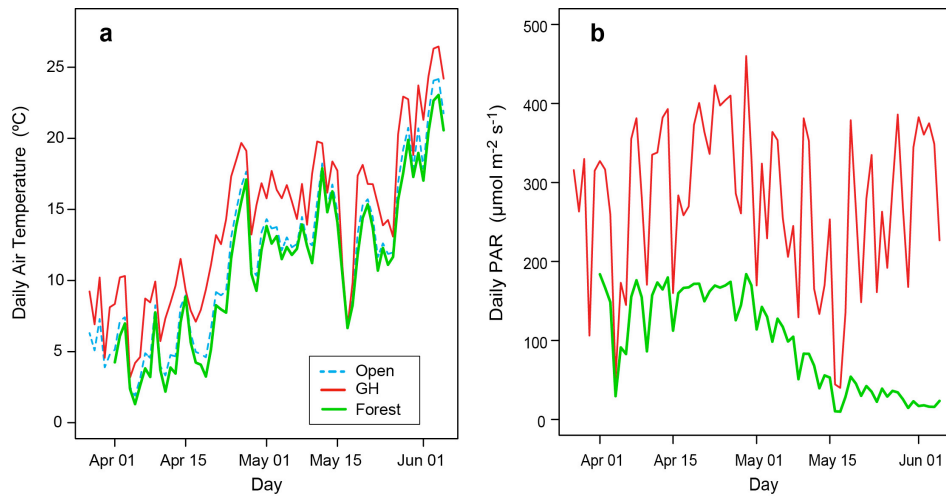 a
Daily Air Temperature (ºC)
25
20
15
10
5
0
Open
GH
Forest
Apr 01 Apr 15 May 01 May 15 Jun 01
Day
b
Daily PAR (µmol m-2 s-1)
500
400
300
200
100
0
Apr 01 Apr 15 May 01 May 15 Jun 01
Day